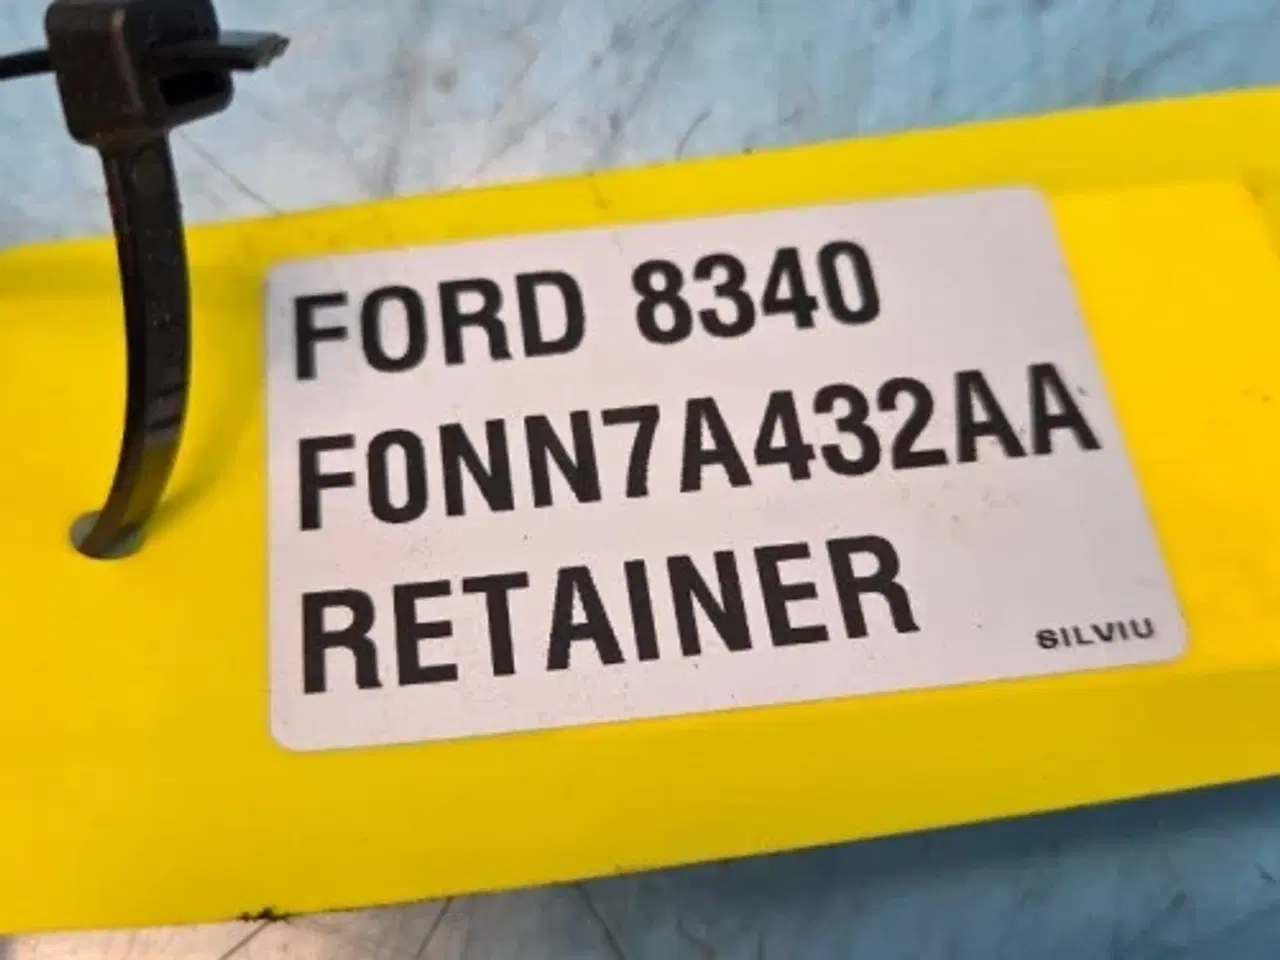 FORD 8340
F0NN7A432AA
RETAINER
SILVIU